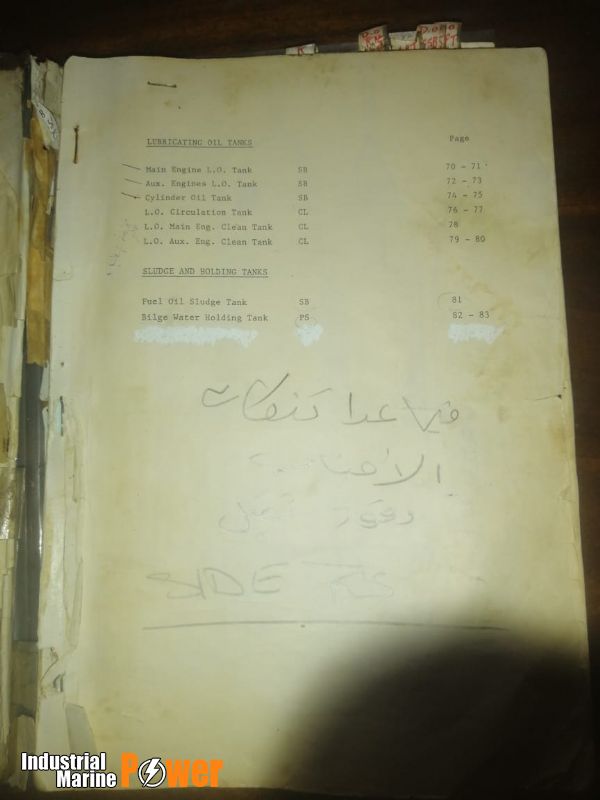 LUBRICATING OIL TANKS Page
Main Engine L.O. Tank SB 70 - 71
Aux. Engines L.O. Tank SB 72 - 73
Cylinder Oil Tank SB 74 - 75
L.O. Circulation Tank CL 76 - 77
L.O. Main Eng. Clean Tank CL 78
L.O. Aux. Eng. Clean Tank CL 79 - 80
SLUDGE AND HOLDING TANKS
Fuel Oil Sludge Tank SB 81
Bilge Water Holding Tank PS 82 - 83
فيما عدا تنكات
SIDE
Industrial
Marine Power